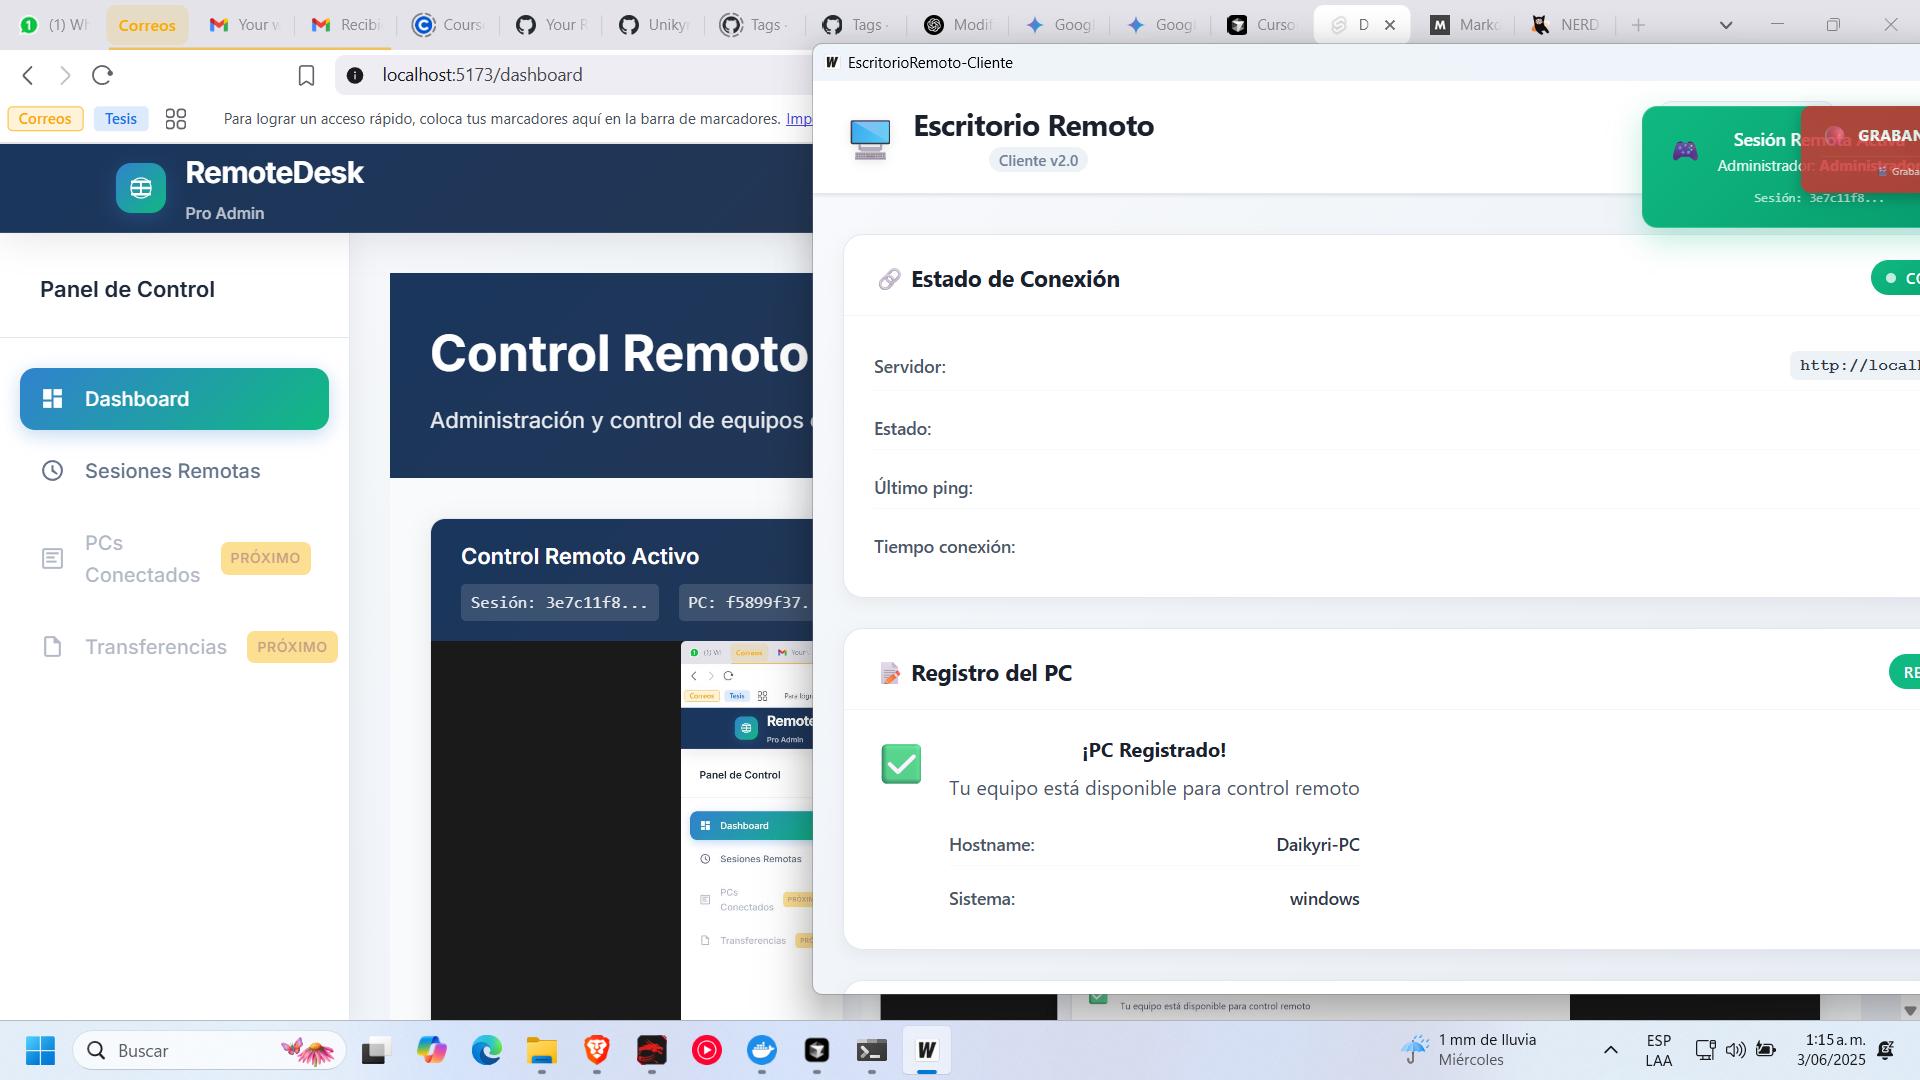 (1) Wh
Correos
Your w
Recibi
Cours
Your R
Unikyr
Tags ·
Tags ·
Modif
Googl
Googl
Curso
D
Marko
NERD
localhost:5173/dashboard
Correos
Tesis
Para lograr un acceso rápido, coloca tus marcadores aquí en la barra de marcadores. Imp
RemoteDesk
Pro Admin
Panel de Control
Dashboard
Sesiones Remotas
PCs
Conectados
PRÓXIMO
Transferencias
PRÓXIMO
Control Remoto
Administración y control de equipos
Control Remoto Activo
Sesión: 3e7c11f8...
PC: f5899f37.
(1) W
Correos
Your
Correos
Tesis
Para logr
Remote
Pro Admin
Panel de Control
Dashboard
Sesiones Remotas
PCs
Conectados
PRÓXIM
Transferencias
PRÓ
W EscritorioRemoto-Cliente
Escritorio Remoto
Cliente v2.0
Sesión Remota Activa
Administrador: Administrador
Sesión: 3e7c11f8...
GRABAN
Graba
Estado de Conexión
CO
Servidor:
http://local
Estado:
Último ping:
Tiempo conexión:
Registro del PC
RE
¡PC Registrado!
Tu equipo está disponible para control remoto
Hostname:
Daikyri-PC
Sistema:
windows
Tu equipo está disponible para control remoto
Buscar
W
1 mm de lluvia
Miércoles
ESP
LAA
1:15 a. m.
3/06/2025